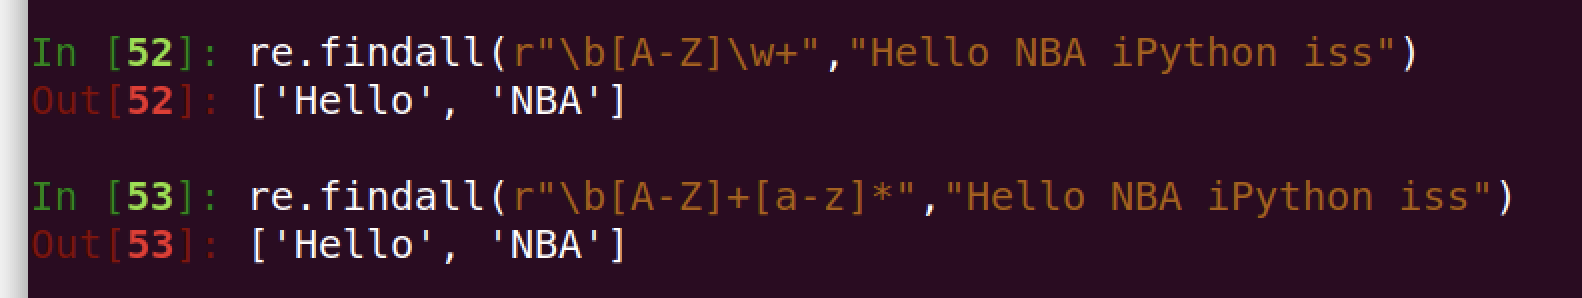 In [52]: re.findall(r"\b[A-Z]\w+","Hello NBA iPython iss")
Out[52]: ['Hello', 'NBA']
In [53]: re.findall(r"\b[A-Z]+[a-z]*","Hello NBA iPython iss")
Out[53]: ['Hello', 'NBA']